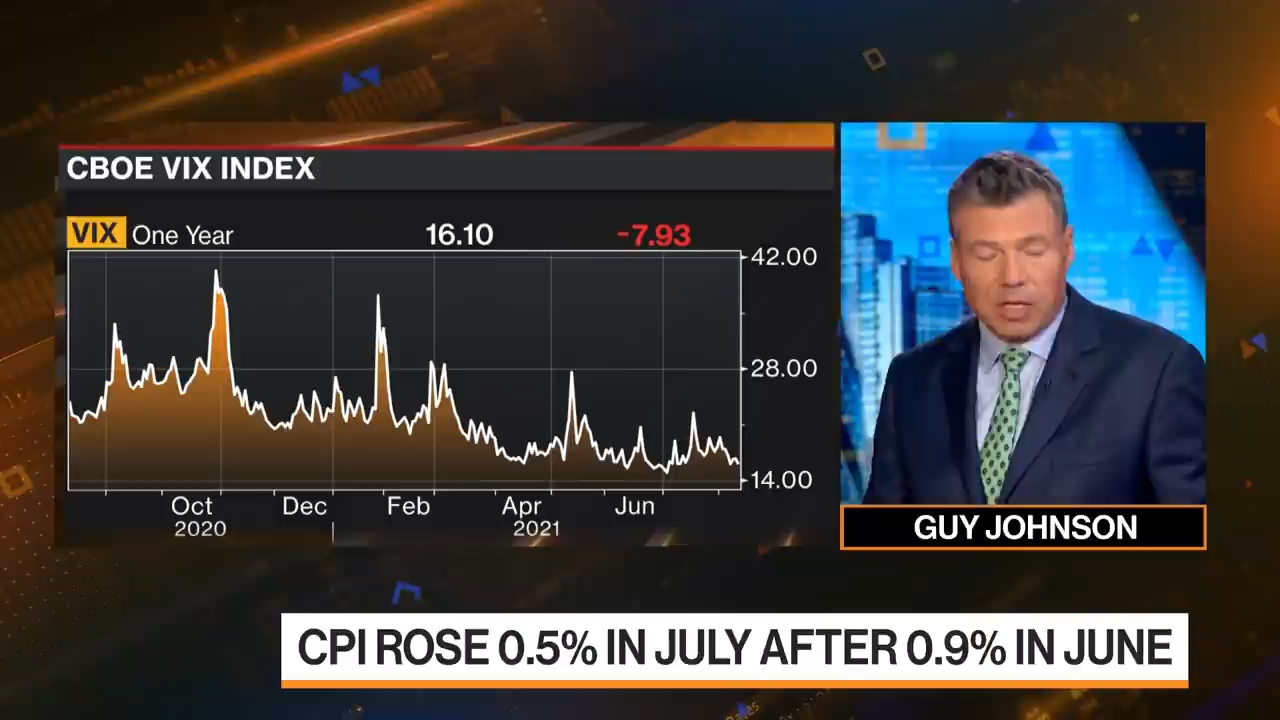 CBOE VIX INDEX
VIX One Year 16.10 -7.93
42.00
28.00
14.00
Oct Dec Feb Apr Jun
2020 2021
GUY JOHNSON
CPI ROSE 0.5% IN JULY AFTER 0.9% IN JUNE